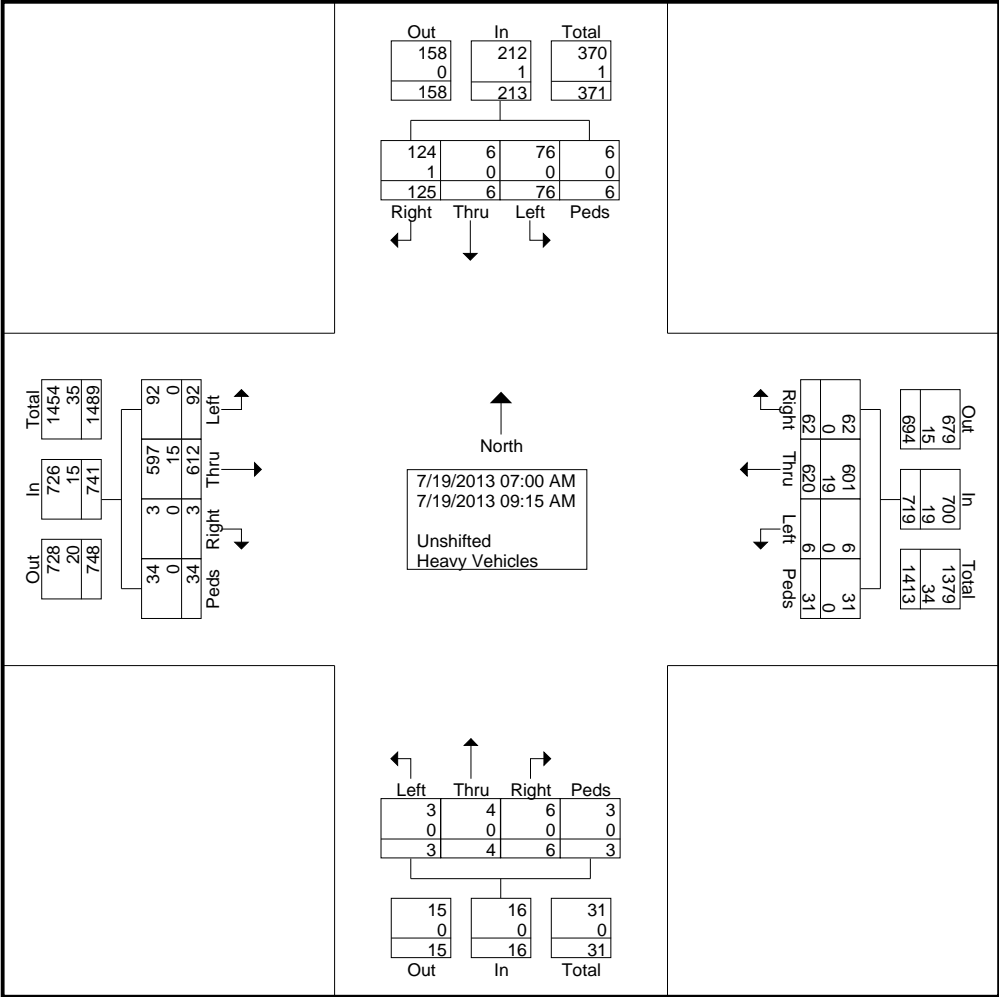 Out In Total
158 212 370
0 1 1
158 213 371
124 6 76 6
1 0 0 0
125 6 76 6
Right Thru Left Peds
Total
1454
35
1489
In
726
15
741
Out
728
20
748
92 597 3 34
0 15 0 0
92 612 3 34
Left Thru Right Peds
North
7/19/2013 07:00 AM
7/19/2013 09:15 AM
Unshifted
Heavy Vehicles
Right Thru Left Peds
62 601 6 31
0 19 0 0
62 620 6 31
Out In Total
679 700 1379
15 19 34
694 719 1413
Left Thru Right Peds
3 4 6 3
0 0 0 0
3 4 6 3
15 16 31
0 0 0
15 16 31
Out In Total